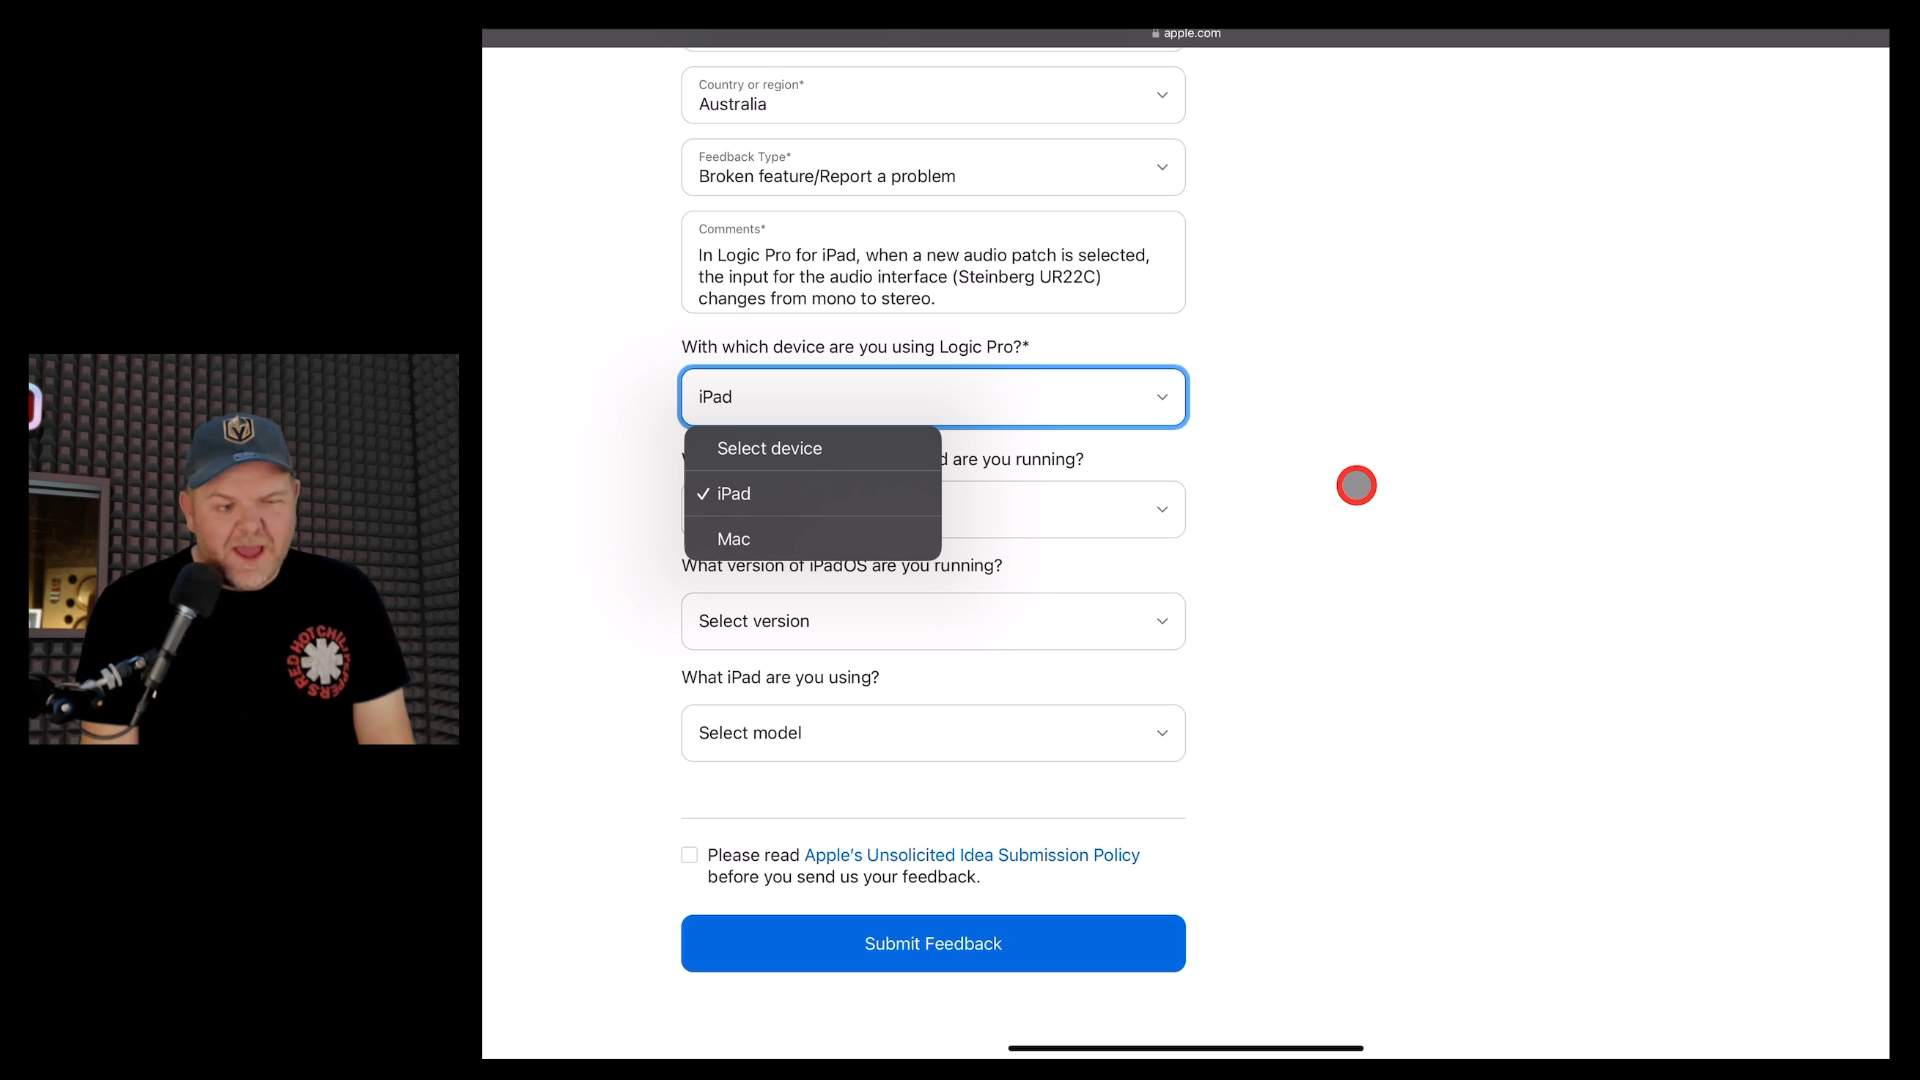 apple.com
Country or region*
Australia
Feedback Type*
Broken feature/Report a problem
Comments*
In Logic Pro for iPad, when a new audio patch is selected,
the input for the audio interface (Steinberg UR22C)
changes from mono to stereo.
With which device are you using Logic Pro?*
iPad
Select device
d are you running?
iPad
Mac
What version of iPadOS are you running?
Select version
What iPad are you using?
Select model
Please read Apple’s Unsolicited Idea Submission Policy
before you send us your feedback.
Submit Feedback
RED HOT CHILI PEPPERS